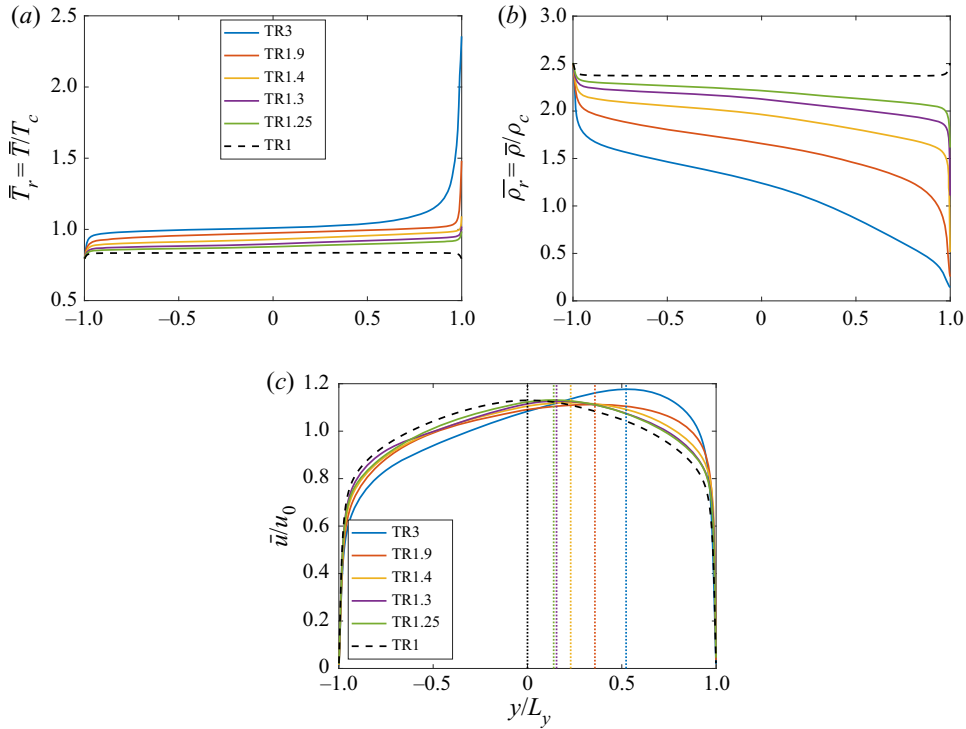 (a)
2.5
2.0
1.5
1.0
0.5
T̅r = T̅/Tc
TR3
TR1.9
TR1.4
TR1.3
TR1.25
TR1
−1.0 −0.5 0 0.5 1.0
(b)
3.0
2.5
2.0
1.5
1.0
0.5
0
ρ̅r = ρ̅/ρc
−1.0 −0.5 0 0.5 1.0
(c)
1.2
1.0
0.8
0.6
0.4
0.2
0
ū/u0
TR3
TR1.9
TR1.4
TR1.3
TR1.25
TR1
−1.0 −0.5 0 0.5 1.0
y/Ly